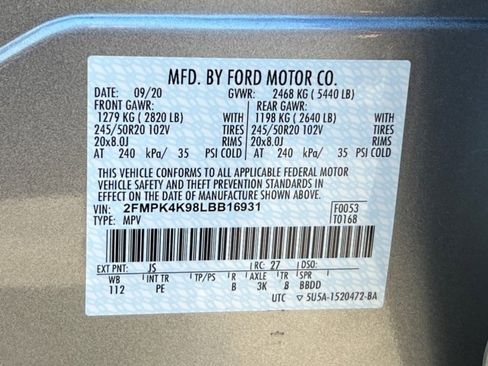 MFD. BY FORD MOTOR CO.
DATE: 09/20 GVWR: 2468 KG ( 5440 LB)
FRONT GAWR: REAR GAWR:
1279 KG ( 2820 LB) WITH 1198 KG ( 2640 LB) WITH
245/50R20 102V TIRES 245/50R20 102V TIRES
20x8.0J RIMS 20x8.0J RIMS
AT 240 kPa/ 35 PSI COLD AT 240 kPa/ 35 PSI COLD
THIS VEHICLE CONFORMS TO ALL APPLICABLE FEDERAL MOTOR
VEHICLE SAFETY AND THEFT PREVENTION STANDARDS IN EFFECT
ON THE DATE OF MANUFACTURE SHOWN ABOVE.
VIN: 2FMPK4K98LBB16931 F0053
TYPE: MPV T0168
EXT PNT: JS RC: 27 DSO:
WB INT TR TP/PS R AXLE TR SPR
112 PE B 3K B BBDD
UTC ▽ 5U5A-1520472-BA